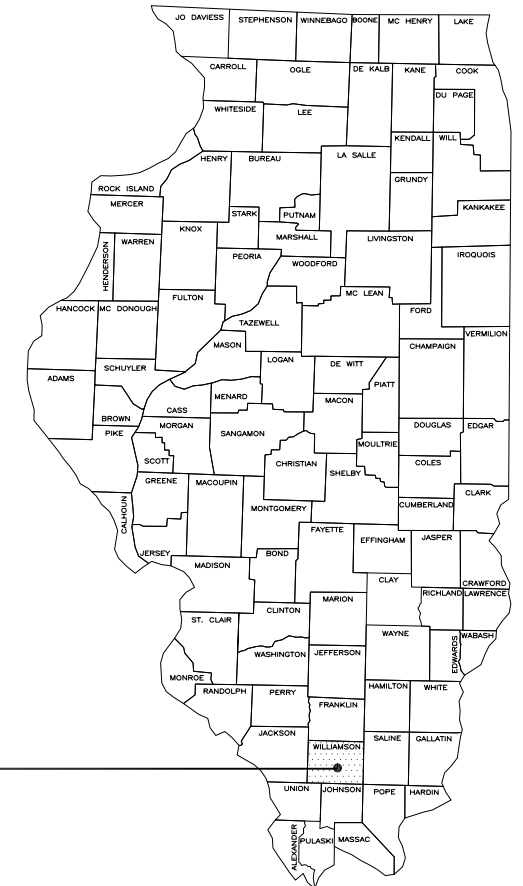 JO DAVIESS STEPHENSON WINNEBAGO BOONE MC HENRY LAKE
CARROLL OGLE DE KALB KANE COOK
DU PAGE
WHITESIDE LEE
KENDALL WILL
HENRY BUREAU LA SALLE
GRUNDY
ROCK ISLAND
MERCER
STARK PUTNAM KANKAKEE
HENDERSON WARREN KNOX MARSHALL LIVINGSTON
PEORIA WOODFORD IROQUOIS
FULTON MC LEAN
HANCOCK MC DONOUGH FORD
TAZEWELL VERMILION
MASON CHAMPAIGN
LOGAN DE WITT
ADAMS SCHUYLER PIATT
MENARD MACON
BROWN CASS
PIKE MORGAN SANGAMON DOUGLAS EDGAR
MOULTRIE
SCOTT CHRISTIAN SHELBY COLES
GREENE MACOUPIN
CALHOUN MONTGOMERY CUMBERLAND CLARK
FAYETTE EFFINGHAM JASPER
JERSEY BOND
MADISON CLAY CRAWFORD
RICHLAND LAWRENCE
MARION
CLINTON
ST. CLAIR WAYNE EDWARDS WABASH
WASHINGTON JEFFERSON
MONROE
RANDOLPH PERRY HAMILTON WHITE
FRANKLIN
JACKSON SALINE GALLATIN
WILLIAMSON
UNION JOHNSON POPE HARDIN
ALEXANDER PULASKI MASSAC